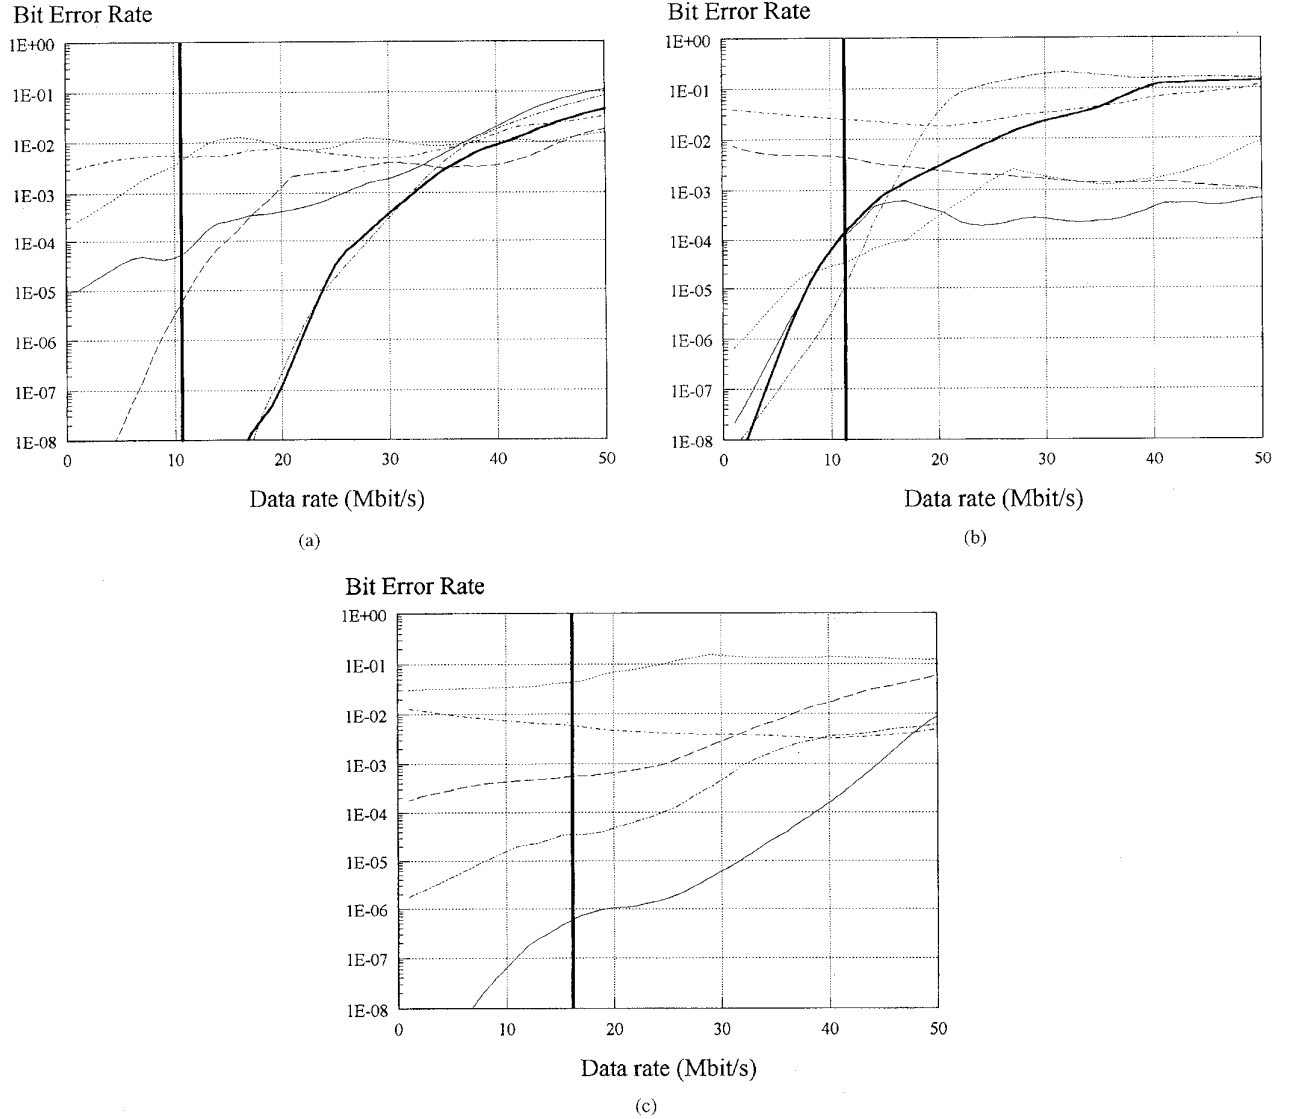 Bit Error Rate
1E+00
1E-01
1E-02
1E-03
1E-04
1E-05
1E-06
1E-07
1E-08
0 10 20 30 40 50
Data rate (Mbit/s)
(a)
Bit Error Rate
1E+00
1E-01
1E-02
1E-03
1E-04
1E-05
1E-06
1E-07
1E-08
0 10 20 30 40 50
Data rate (Mbit/s)
(b)
Bit Error Rate
1E+00
1E-01
1E-02
1E-03
1E-04
1E-05
1E-06
1E-07
1E-08
0 10 20 30 40 50
Data rate (Mbit/s)
(c)